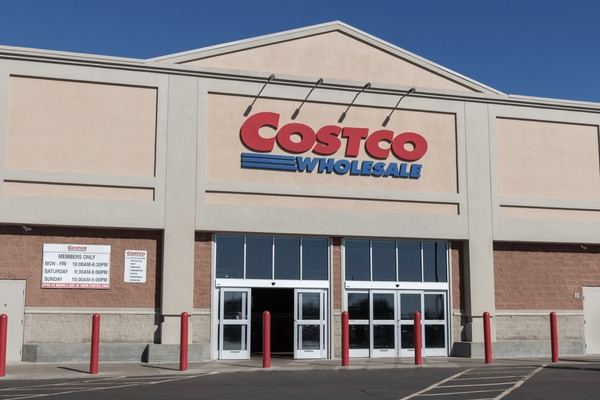 COSTCO
WHOLESALE
COSTCO
MEMBERS ONLY
MON - FRI 10:00AM-8:30PM
SATURDAY 9:30AM-6:00PM
SUNDAY 10:00AM-6:00PM
COSTCO